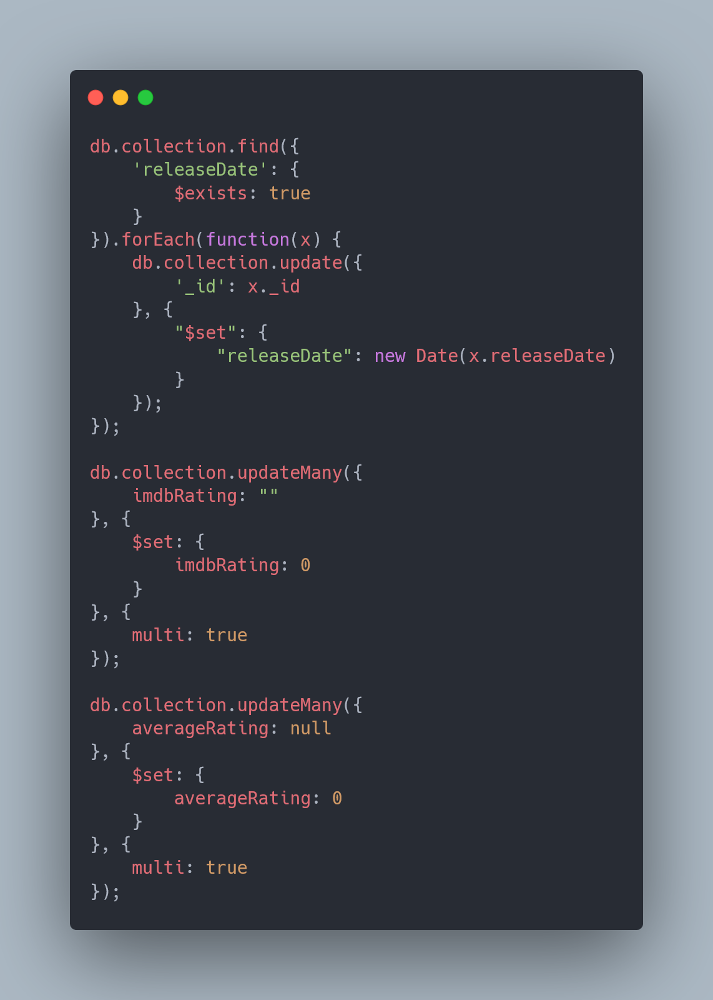 db.collection.find({
    'releaseDate': {
        $exists: true
    }
}).forEach(function(x) {
    db.collection.update({
        '_id': x._id
    }, {
        "$set": {
            "releaseDate": new Date(x.releaseDate)
        }
    });
});

db.collection.updateMany({
    imdbRating: ""
}, {
    $set: {
        imdbRating: 0
    }
}, {
    multi: true
});

db.collection.updateMany({
    averageRating: null
}, {
    $set: {
        averageRating: 0
    }
}, {
    multi: true
});